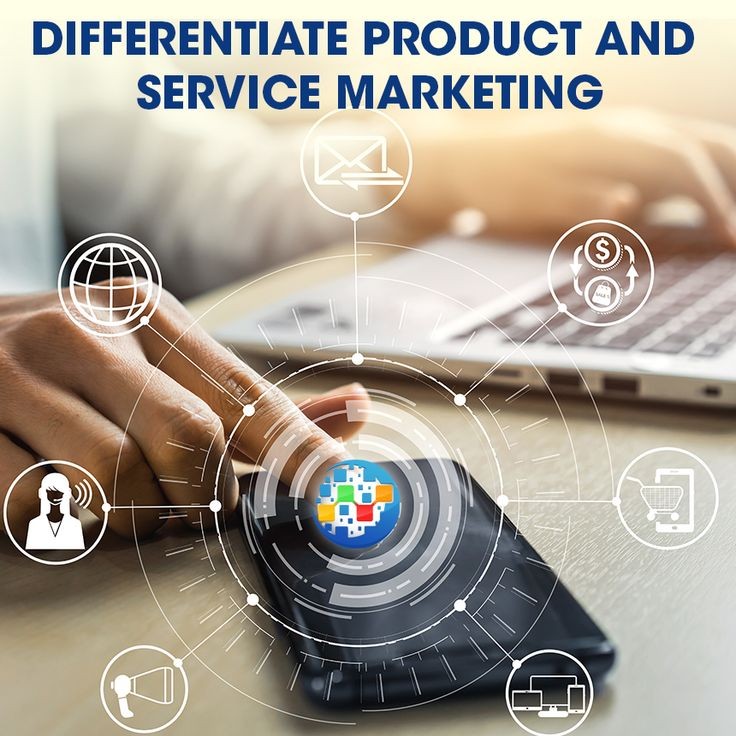 DIFFERENTIATE PRODUCT AND
SERVICE MARKETING
$